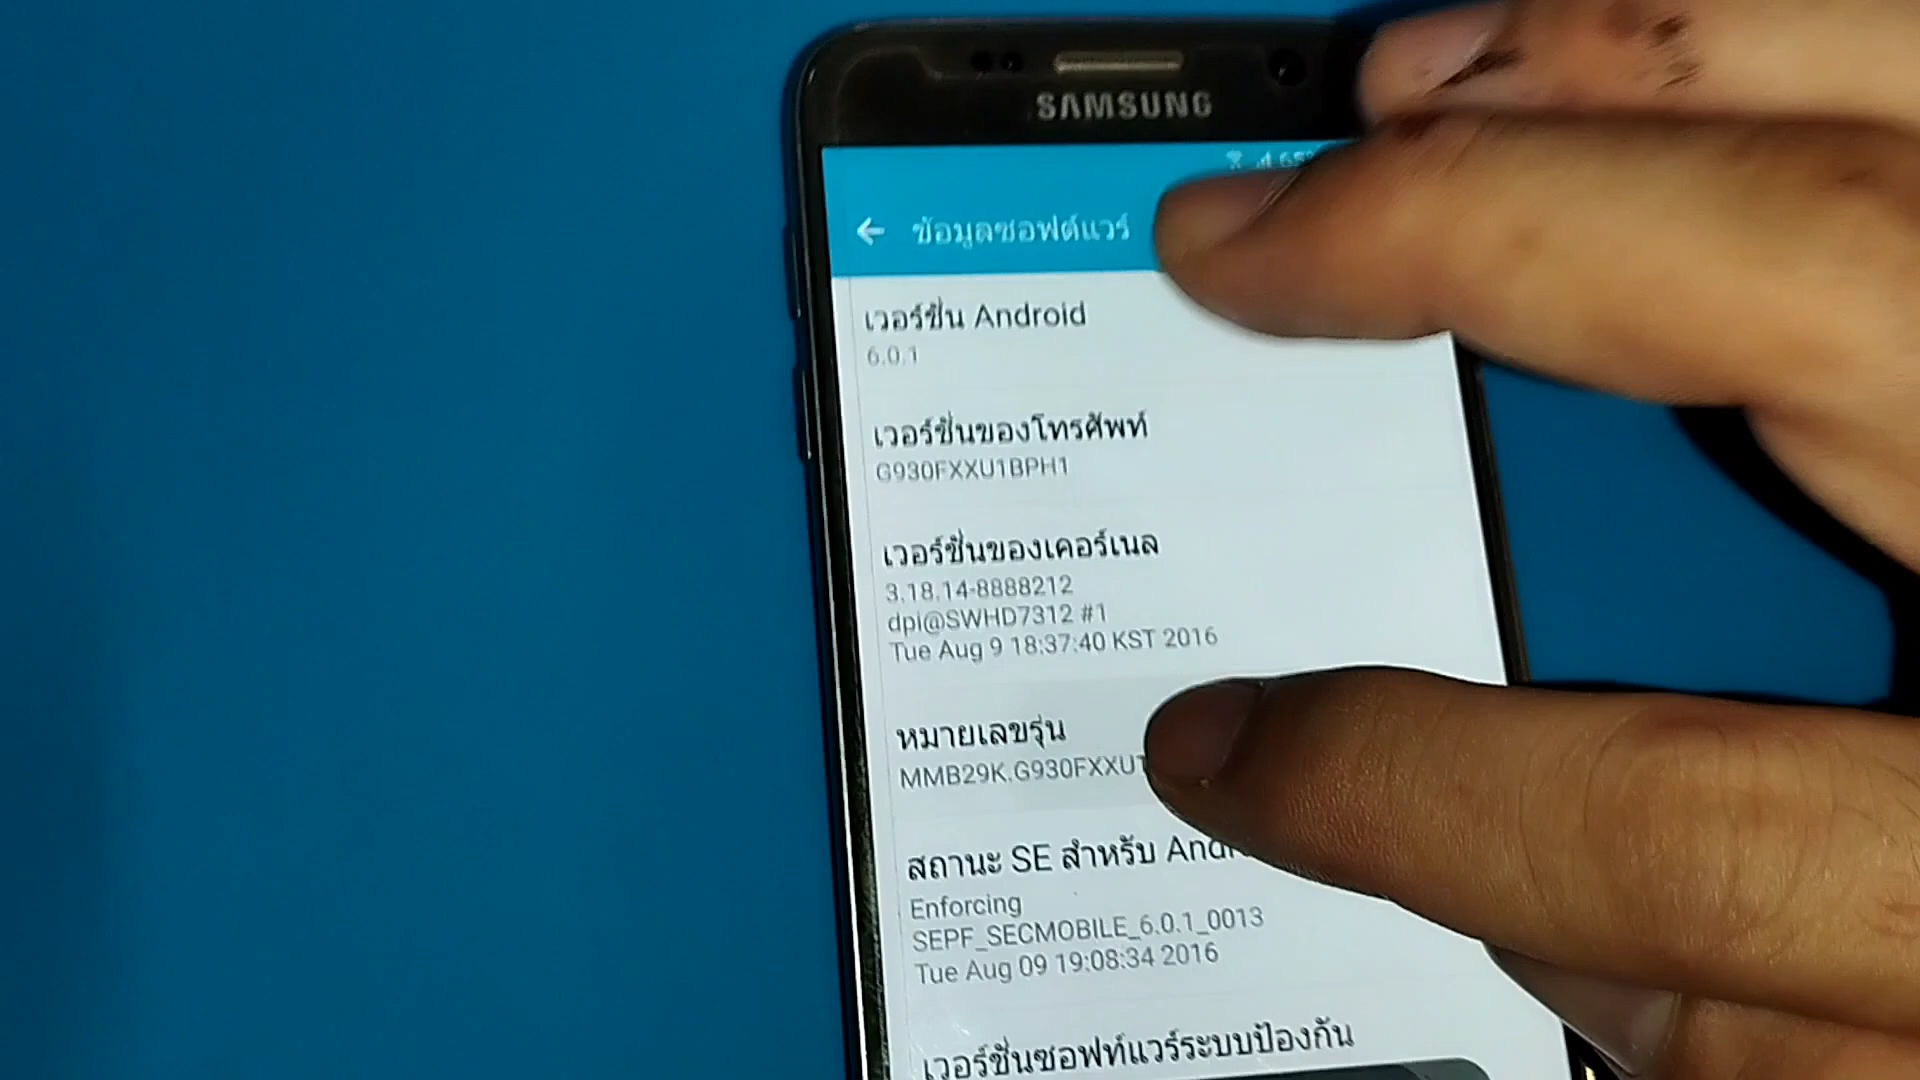 SAMSUNG
ข้อมูลซอฟต์แวร์
เวอร์ชั่น Android
6.0.1
เวอร์ชั่นของโทรศัพท์
G930FXXU1BPH1
เวอร์ชั่นของเคอร์เนล
3.18.14-8888212
dpi@SWHD7312 #1
Tue Aug 9 18:37:40 KST 2016
หมายเลขรุ่น
MMB29K.G930FXXU1
สถานะ SE สำหรับ
Enforcing
SEPF_SECMOBILE_6.0.1_0013
Tue Aug 09 19:08:34 2016
เวอร์ชั่นซอฟท์แวร์ระบบป้องกัน